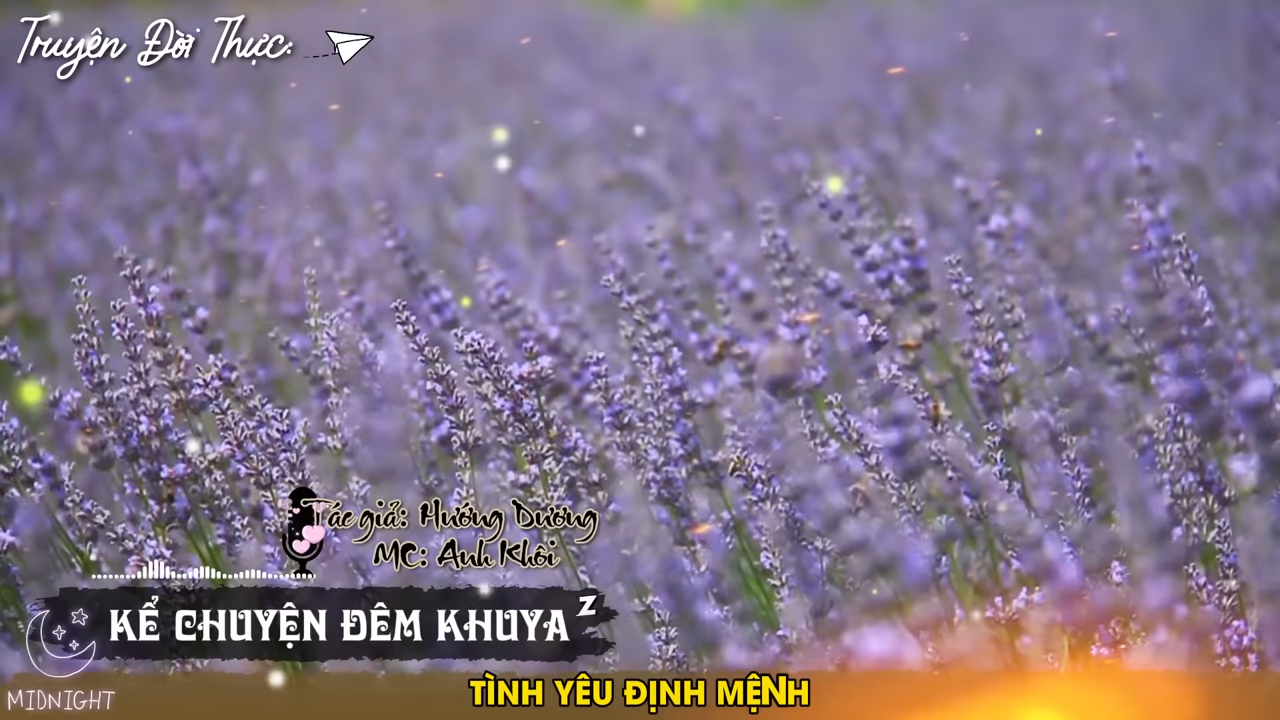 Truyện Đời Thực:
Tác giả: Hướng Dương
MC: Anh Khôi
KỂ CHUYỆN ĐÊM KHUYA Z
MIDNIGHT
TÌNH YÊU ĐỊNH MỆNH